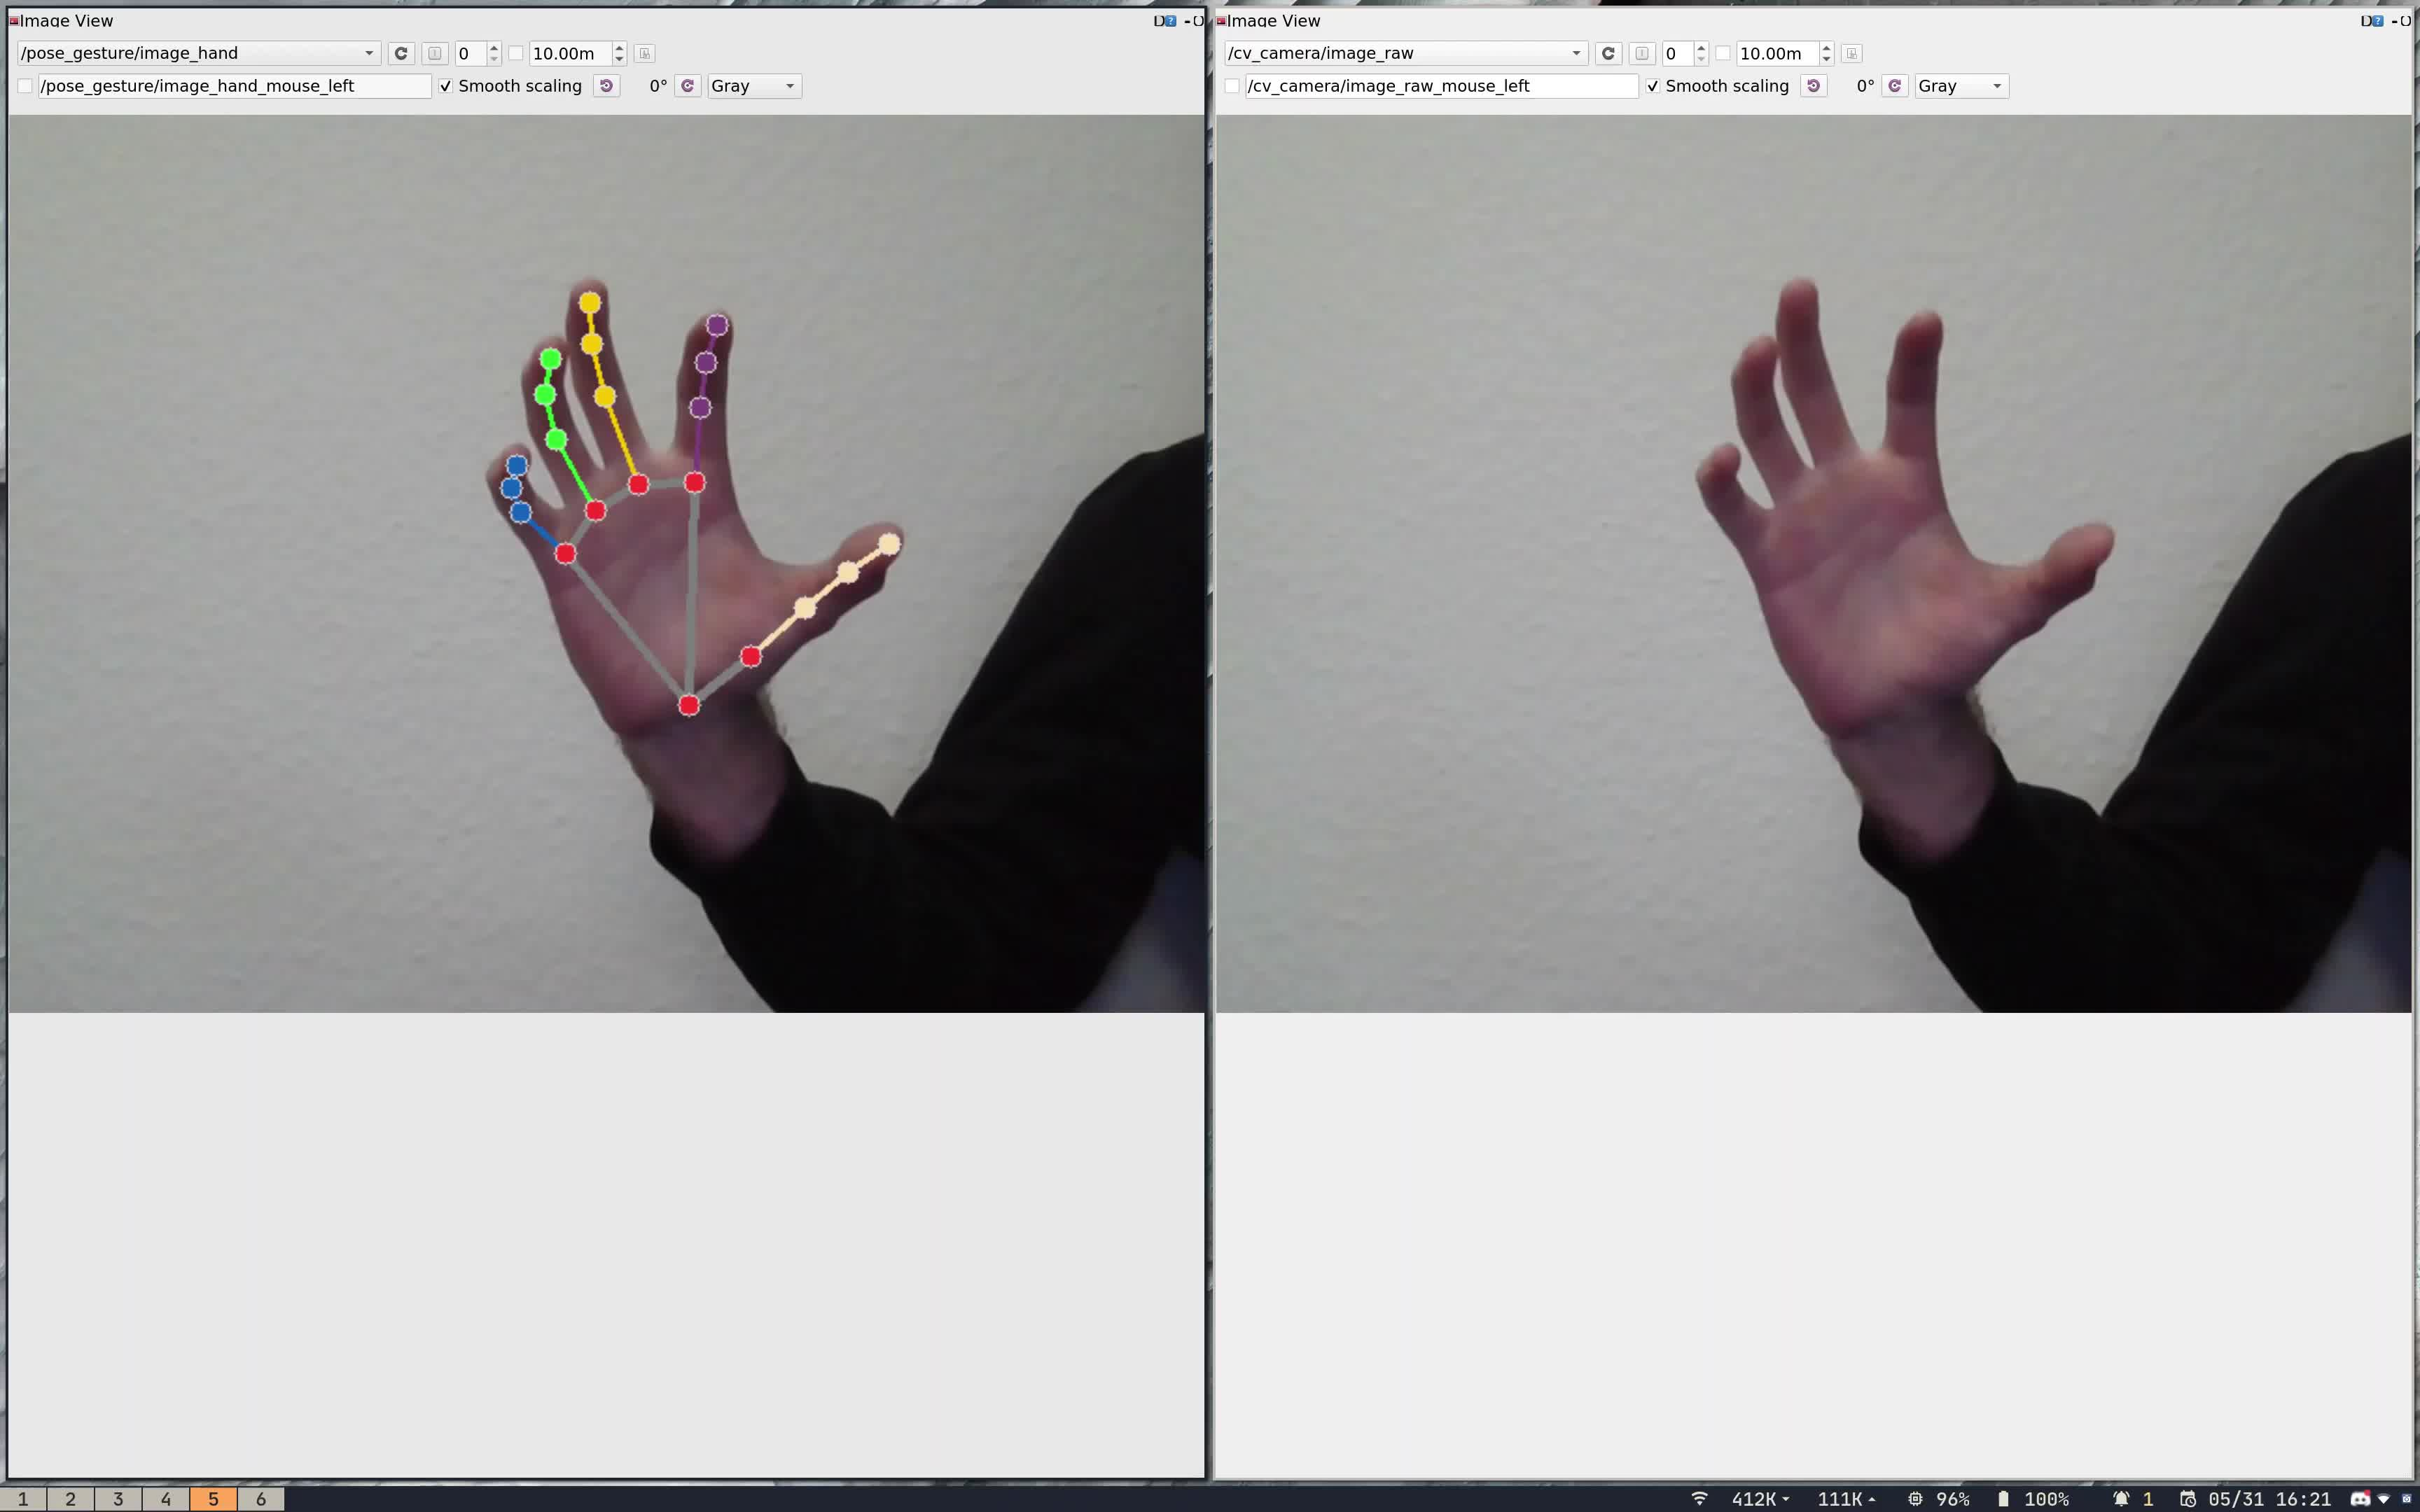 Image View
D? - O
/pose_gesture/image_hand
0
10.00m
/pose_gesture/image_hand_mouse_left
Smooth scaling
0°
Gray
Image View
D? - O
/cv_camera/image_raw
0
10.00m
/cv_camera/image_raw_mouse_left
Smooth scaling
0°
Gray
1 2 3 4 5 6
412K 111K 96% 100% 1 05/31 16:21